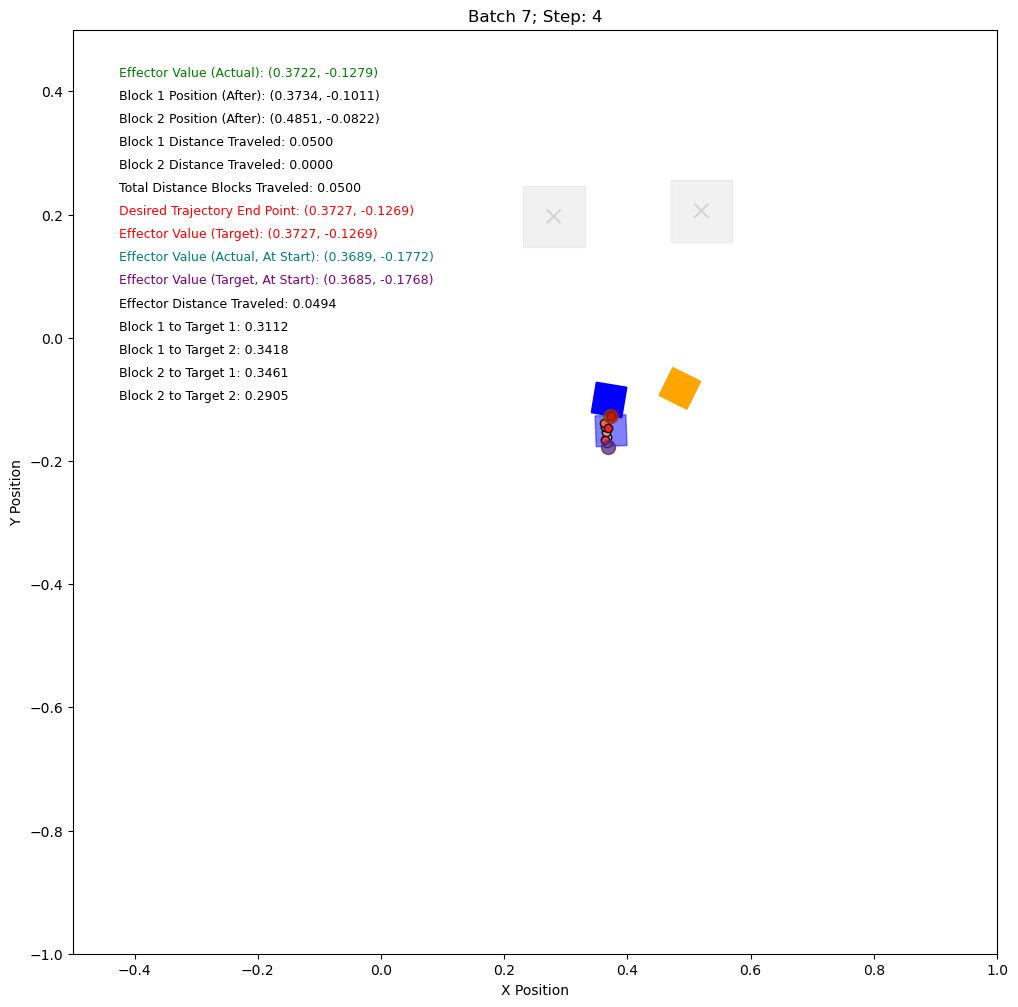 Batch 7; Step: 4
Effector Value (Actual): (0.3722, -0.1279)
Block 1 Position (After): (0.3734, -0.1011)
Block 2 Position (After): (0.4851, -0.0822)
Block 1 Distance Traveled: 0.0500
Block 2 Distance Traveled: 0.0000
Total Distance Blocks Traveled: 0.0500
Desired Trajectory End Point: (0.3727, -0.1269)
Effector Value (Target): (0.3727, -0.1269)
Effector Value (Actual, At Start): (0.3689, -0.1772)
Effector Value (Target, At Start): (0.3685, -0.1768)
Effector Distance Traveled: 0.0494
Block 1 to Target 1: 0.3112
Block 1 to Target 2: 0.3418
Block 2 to Target 1: 0.3461
Block 2 to Target 2: 0.2905
Y Position
0.4
0.2
0.0
−0.2
−0.4
−0.6
−0.8
−1.0
−0.4
−0.2
0.0
0.2
0.4
0.6
0.8
1.0
X Position